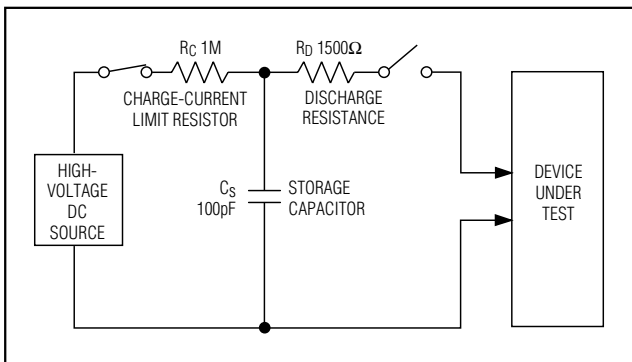 RC 1M
CHARGE-CURRENT
LIMIT RESISTOR
RD 1500Ω
DISCHARGE
RESISTANCE
HIGH-
VOLTAGE
DC
SOURCE
CS
100pF
STORAGE
CAPACITOR
DEVICE
UNDER
TEST